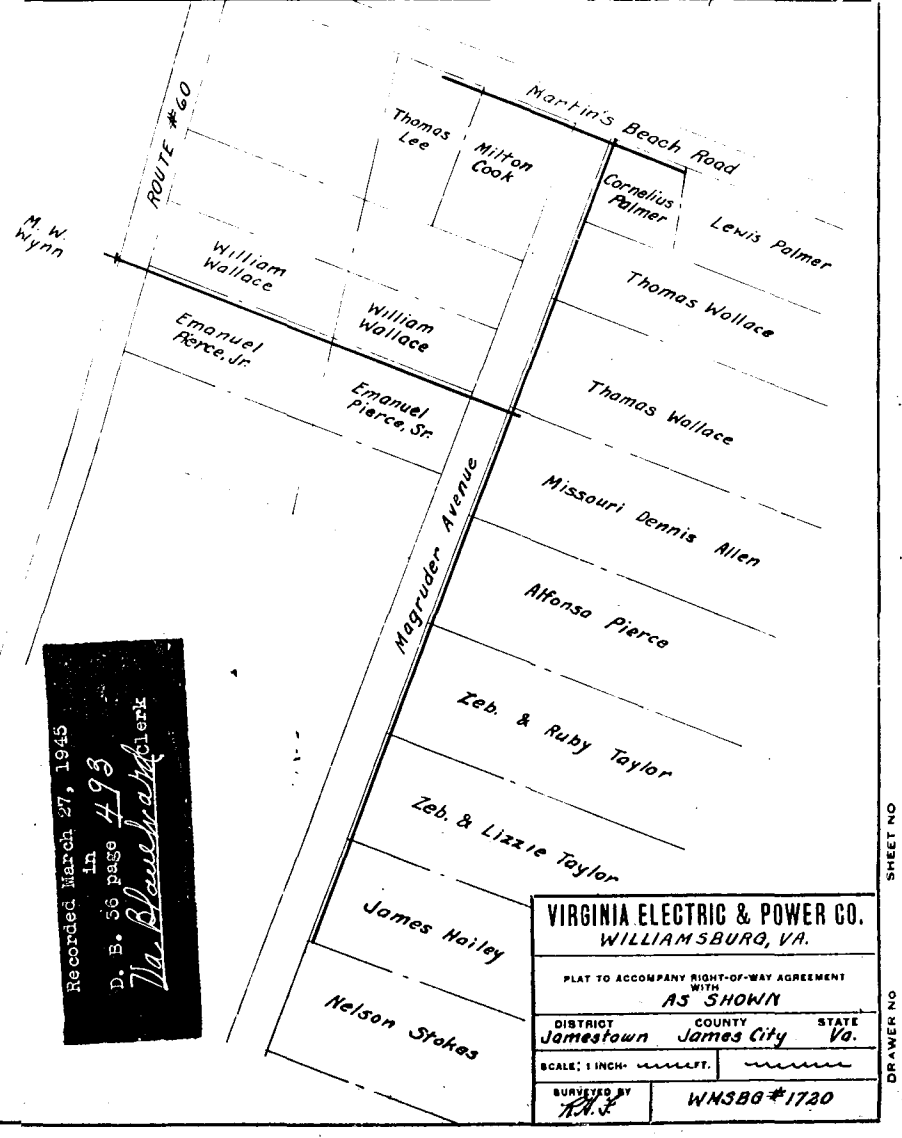 Martin's Beach Road
ROUTE #60
Thomas
Lee
Milton
Cook
Cornelius
Palmer
Lewis Palmer
M. W.
Wynn
William
Wallace
Thomas Wallace
William
Wallace
Emanuel
Pierce, Jr.
Emanuel
Pierce, Sr.
Thomas Wallace
Magruder Avenue
Missouri Dennis Allen
Alfonsa Pierce
Zeb. & Ruby Taylor
Zeb. & Lizzie Taylor
James Hailey
Nelson Stokes
Recorded March 27, 1945
in
D. B. 36 page 493
Clerk
VIRGINIA ELECTRIC & POWER CO.
WILLIAMSBURG, VA.
PLAT TO ACCOMPANY RIGHT-OF-WAY AGREEMENT
WITH
AS SHOWN
DISTRICT COUNTY STATE
Jamestown James City Va.
SCALE; 1 INCH= FT.
SURVEYED BY
WMSBG #1720
SHEET NO
DRAWER NO